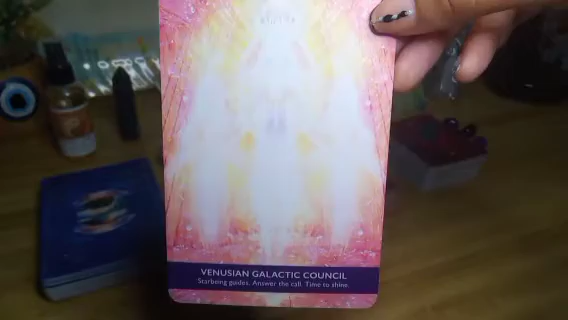 VENUSIAN GALACTIC COUNCIL
Starbeing guides. Answer the call. Time to shine.